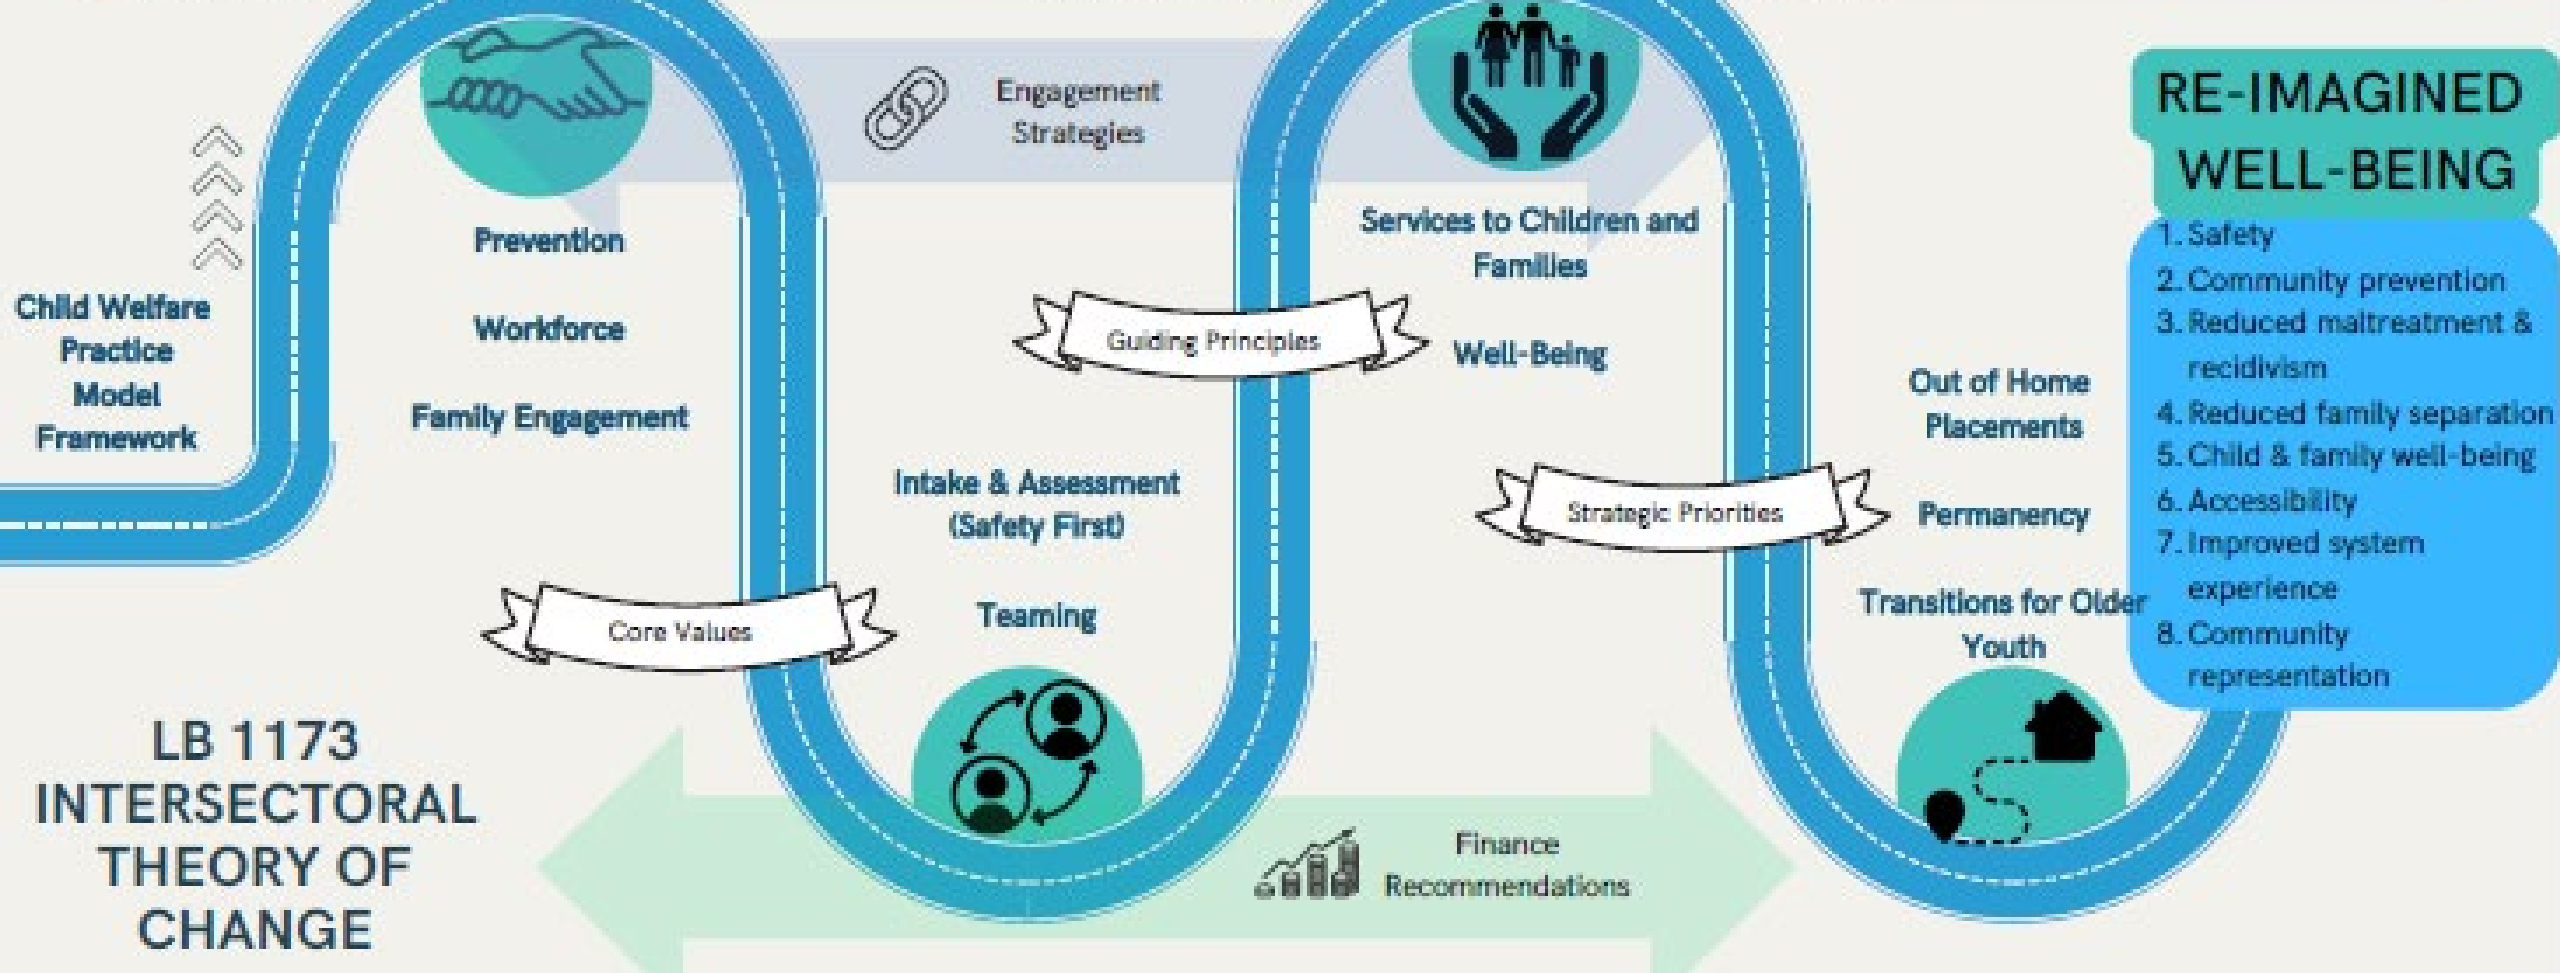 Child Welfare
Practice
Model
Framework
Prevention
Workforce
Family Engagement
Engagement
Strategies
Core Values
Intake & Assessment
(Safety First)
Teaming
Guiding Principles
Services to Children and
Families
Well-Being
Strategic Priorities
Out of Home
Placements
Permanency
Transitions for Older
Youth
Finance
Recommendations
RE-IMAGINED
WELL-BEING
1. Safety
2. Community prevention
3. Reduced maltreatment &
recidivism
4. Reduced family separation
5. Child & family well-being
6. Accessibility
7. Improved system
experience
8. Community
representation
LB 1173
INTERSECTORAL
THEORY OF
CHANGE